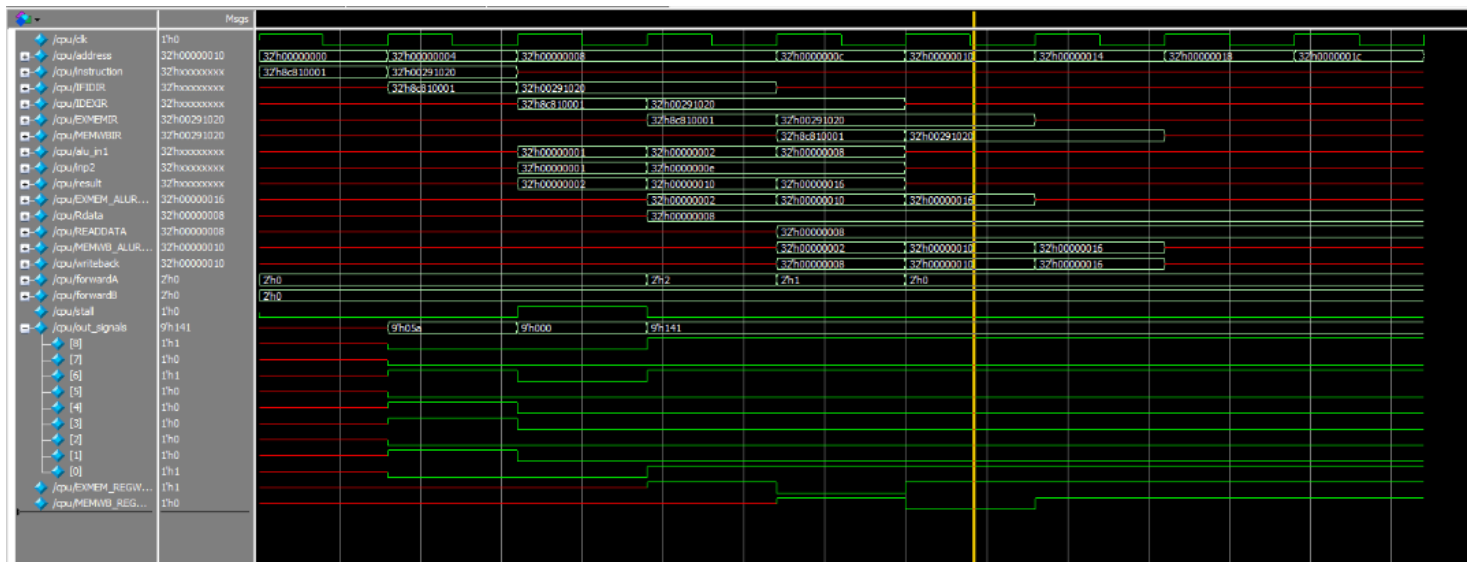 Msgs
/cpu/clk 1'h0
/cpu/address 32'h00000010 32'h00000000 32'h00000004 32'h00000008 32'h0000000c 32'h00000010 32'h00000014 32'h00000018 32'h0000001c
/cpu/instruction 32'hxxxxxxxx 32'h8c810001 32'h00291020
/cpu/IFIDIR 32'hxxxxxxxx 32'h8c810001 32'h00291020
/cpu/IDEXIR 32'hxxxxxxxx 32'h8c810001 32'h00291020
/cpu/EXMEMIR 32'h00291020 32'h8c810001 32'h00291020
/cpu/MEMWBIR 32'h00291020 32'h8c810001 32'h00291020
/cpu/alu_in1 32'hxxxxxxxx 32'h00000001 32'h00000002 32'h00000008
/cpu/inp2 32'hxxxxxxxx 32'h00000001 32'h0000000e
/cpu/result 32'hxxxxxxxx 32'h00000002 32'h00000010 32'h00000016
/cpu/EXMEM_ALUR... 32'h00000016 32'h00000002 32'h00000010 32'h00000016
/cpu/Rdata 32'h00000008 32'h00000008
/cpu/READDATA 32'h00000008 32'h00000008
/cpu/MEMWB_ALUR... 32'h00000010 32'h00000002 32'h00000010 32'h00000016
/cpu/writeback 32'h00000010 32'h00000008 32'h00000010 32'h00000016
/cpu/forwardA 2'h0 2'h0 2'h2 2'h1 2'h0
/cpu/forwardB 2'h0 2'h0
/cpu/stall 1'h0
/cpu/out_signals 9'h141 9'h05a 9'h000 9'h141
[8] 1'h1
[7] 1'h0
[6] 1'h1
[5] 1'h0
[4] 1'h0
[3] 1'h0
[2] 1'h0
[1] 1'h0
[0] 1'h1
/cpu/EXMEM_REGW... 1'h1
/cpu/MEMWB_REG... 1'h0